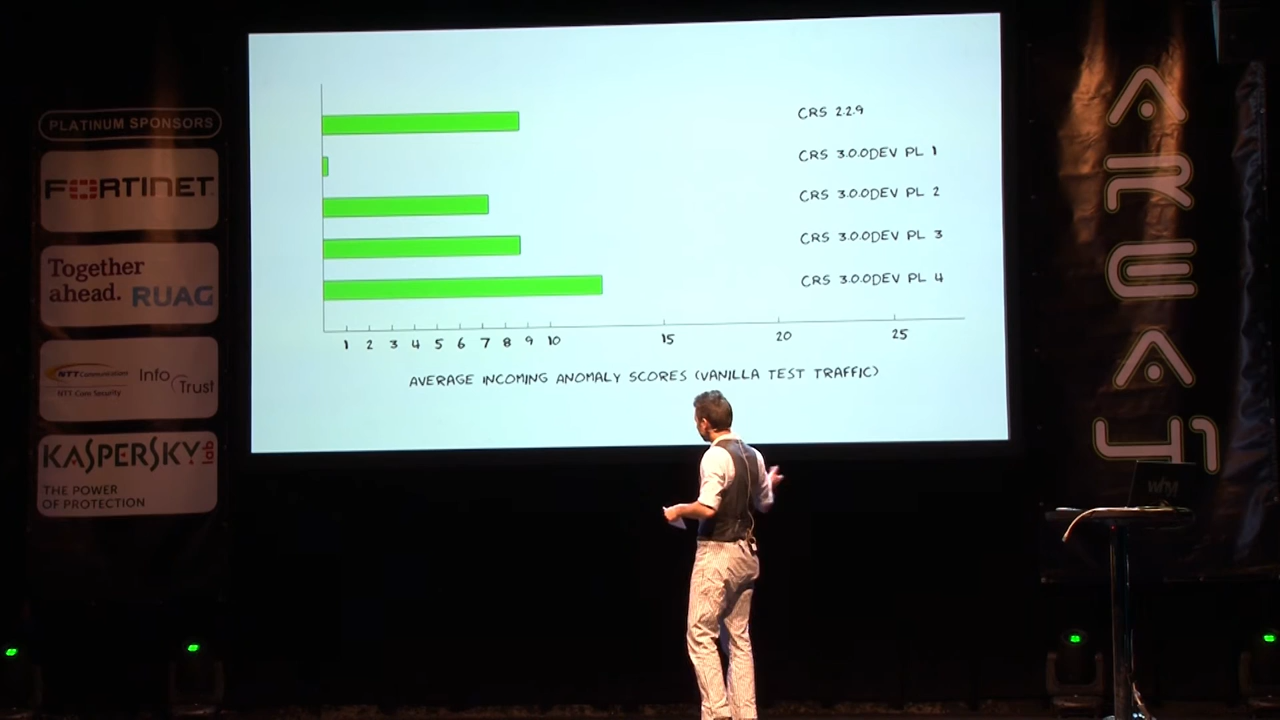 PLATINUM SPONSORS
FORTINET
Together
ahead. RUAG
NTT Communications
NTT Com Security
Info
Trust
KASPERSKY lab
THE POWER
OF PROTECTION
CRS 2.2.9
CRS 3.0.0DEV PL 1
CRS 3.0.0DEV PL 2
CRS 3.0.0DEV PL 3
CRS 3.0.0DEV PL 4
1 2 3 4 5 6 7 8 9 10 15 20 25
AVERAGE INCOMING ANOMALY SCORES (VANILLA TEST TRAFFIC)
AREA41